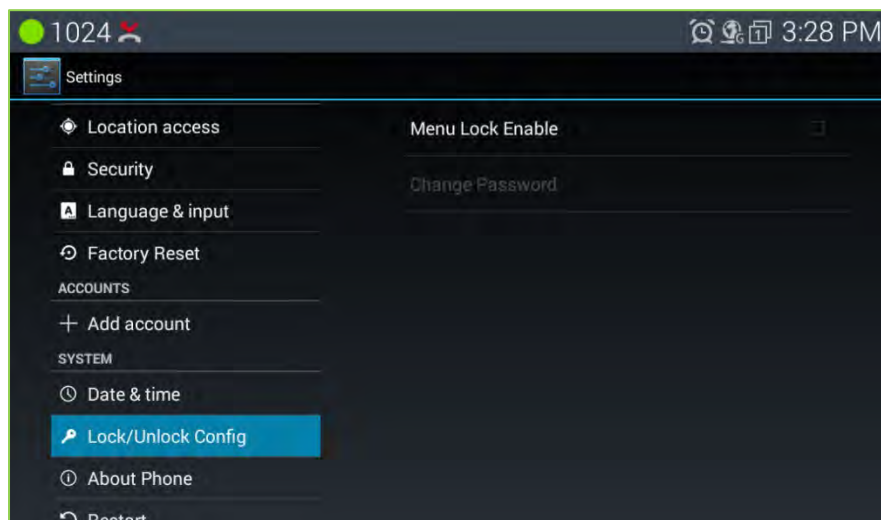 1024 3:28 PM
Settings
Location access
Security
Language & input
Factory Reset
ACCOUNTS
Add account
SYSTEM
Date & time
Lock/Unlock Config
About Phone
Restart
Menu Lock Enable
Change Password